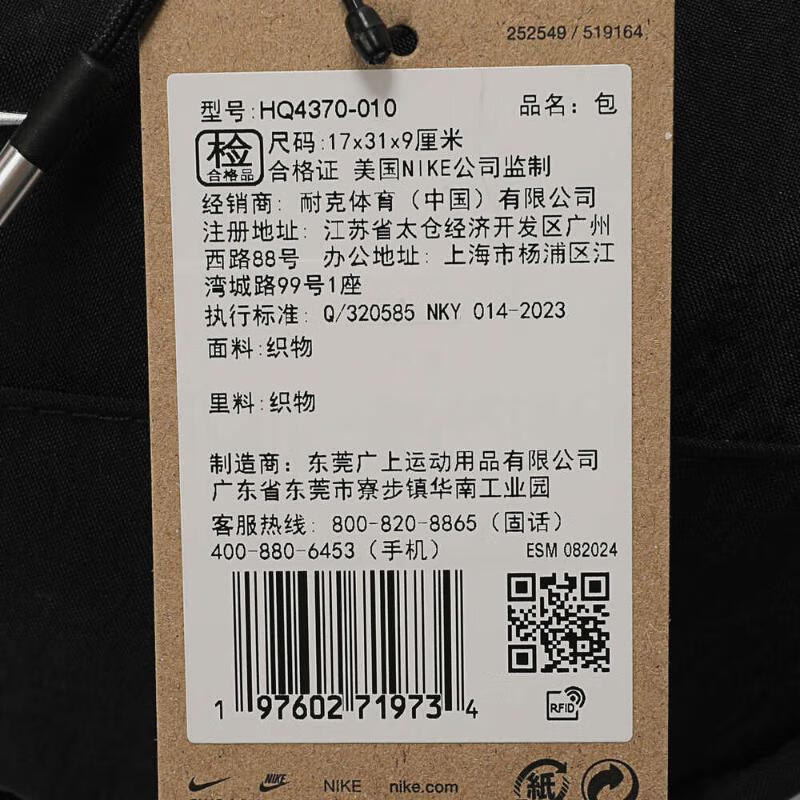 252549 / 519164
型号:HQ4370-010 品名：包
检 合格品
尺码:17x31x9厘米
合格证 美国NIKE公司监制
经销商：耐克体育（中国）有限公司
注册地址：江苏省太仓经济开发区广州
西路88号 办公地址：上海市杨浦区江
湾城路99号1座
执行标准：Q/320585 NKY 014-2023
面料:织物
里料:织物
制造商：东莞广上运动用品有限公司
广东省东莞市寮步镇华南工业园
客服热线：800-820-8865（固话）
400-880-6453（手机） ESM 082024
1 97602 71973 4
RFID
NIKE NIKE nike.com 紙